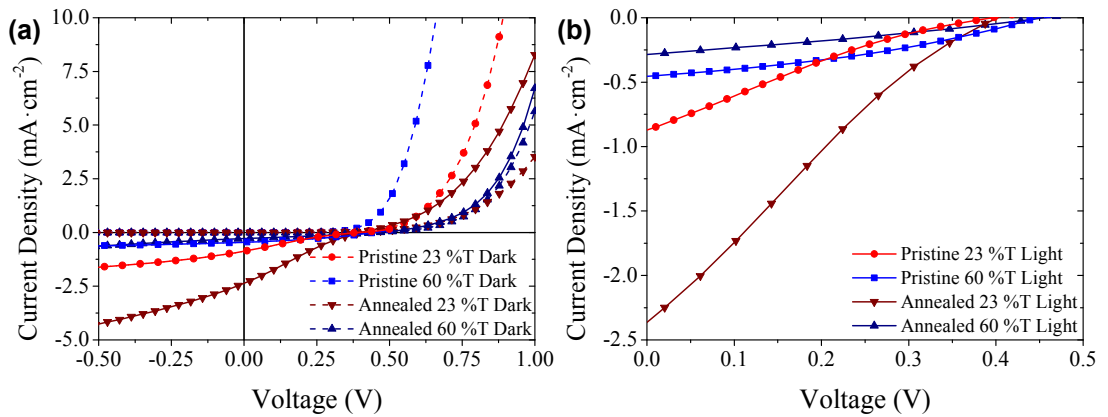 (a)
Current Density (mA·cm-2)
10.0
7.5
5.0
2.5
0.0
-2.5
-5.0
-0.50
-0.25
0.00
0.25
0.50
0.75
1.00
Voltage (V)
Pristine 23 %T Dark
Pristine 60 %T Dark
Annealed 23 %T Dark
Annealed 60 %T Dark
(b)
Current Density (mA·cm-2)
0.0
-0.5
-1.0
-1.5
-2.0
-2.5
0.0
0.1
0.2
0.3
0.4
0.5
Voltage (V)
Pristine 23 %T Light
Pristine 60 %T Light
Annealed 23 %T Light
Annealed 60 %T Light